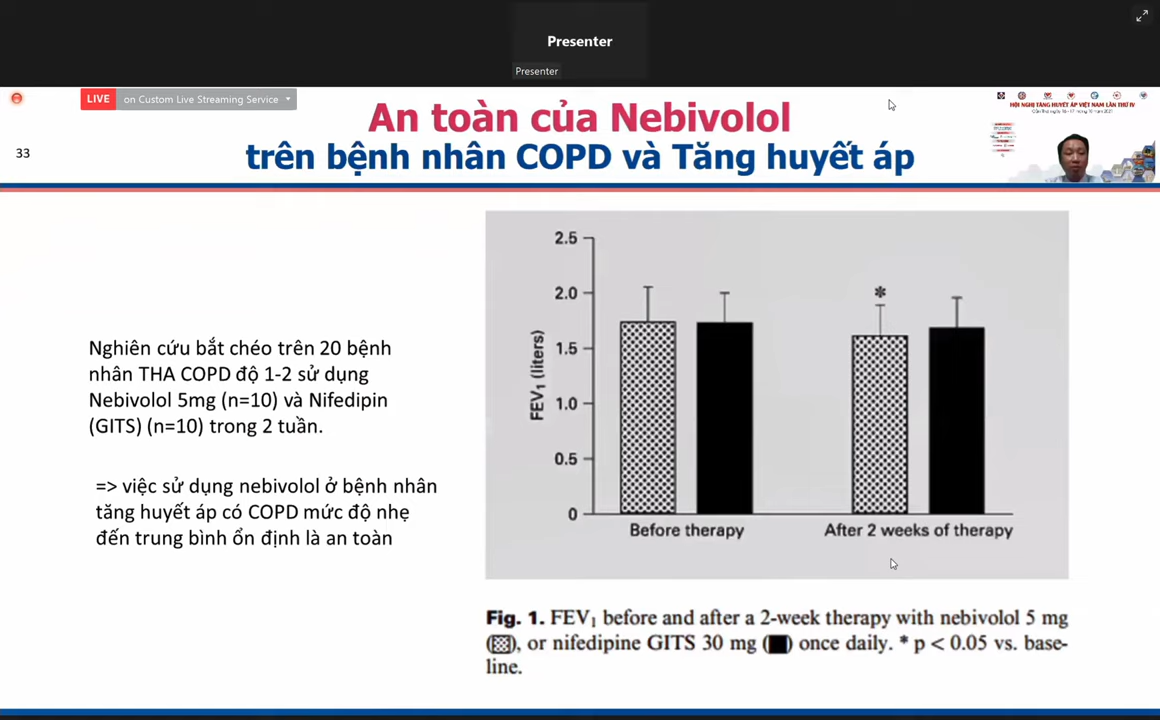 Presenter
Presenter
LIVE on Custom Live Streaming Service
HỘI NGHỊ TĂNG HUYẾT ÁP VIỆT NAM LẦN THỨ IV
An toàn của Nebivolol
trên bệnh nhân COPD và Tăng huyết áp
33
Nghiên cứu bắt chéo trên 20 bệnh
nhân THA COPD độ 1-2 sử dụng
Nebivolol 5mg (n=10) và Nifedipin
(GITS) (n=10) trong 2 tuần.
=> việc sử dụng nebivolol ở bệnh nhân
tăng huyết áp có COPD mức độ nhẹ
đến trung bình ổn định là an toàn
FEV1 (liters)
2.5
2.0
1.5
1.0
0.5
0
*
Before therapy
After 2 weeks of therapy
Fig. 1. FEV1 before and after a 2-week therapy with nebivolol 5 mg
(), or nifedipine GITS 30 mg () once daily. * p < 0.05 vs. base-
line.